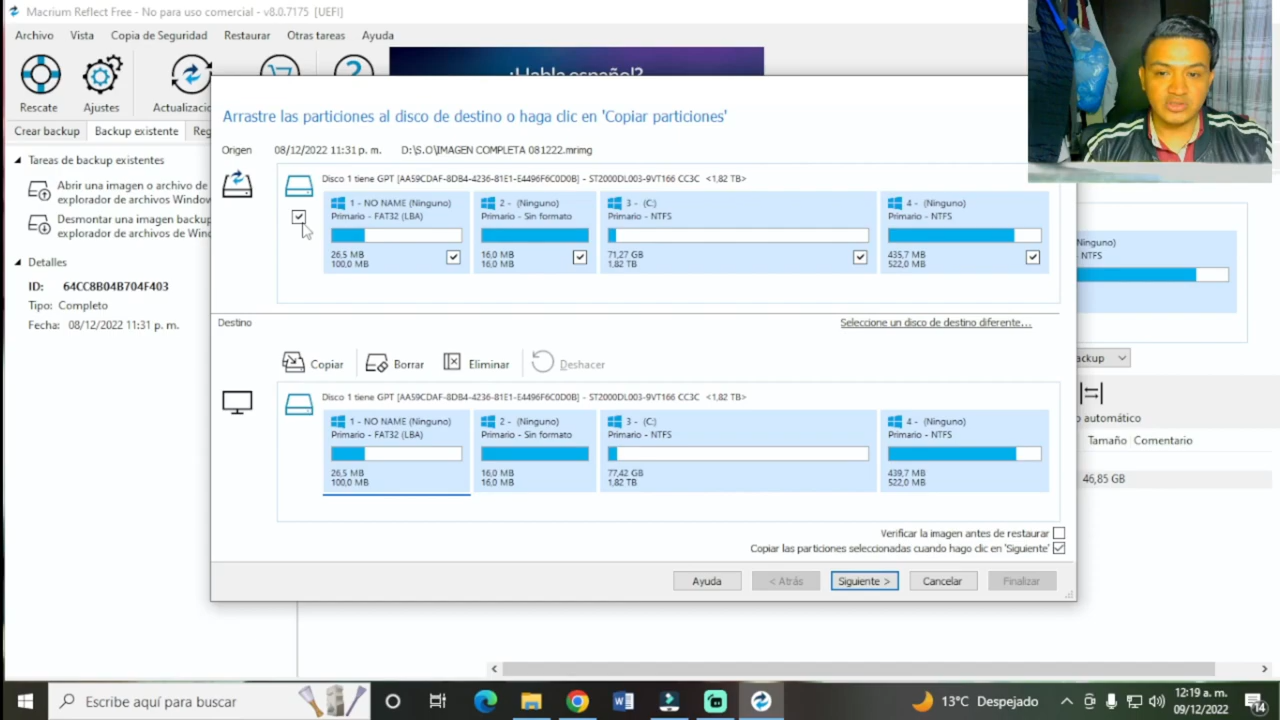 Macrium Reflect Free - No para uso comercial - v8.0.7175 [UEFI]
Archivo Vista Copia de Seguridad Restaurar Otras tareas Ayuda
¿Habla español?
Rescate Ajustes
Crear backup Backup existente
Tareas de backup existentes
Abrir una imagen o archivo de
explorador de archivos
Desmontar una imagen
explorador de archivos
Detalles
ID: 64CC8B04B704F403
Tipo: Completo
Fecha: 08/12/2022 11:31 p. m.
Arrastre las particiones al disco de destino o haga clic en 'Copiar particiones'
Origen 08/12/2022 11:31 p. m. D:\S.O\IMAGEN COMPLETA 081222.mrimg
Disco 1 tiene GPT [AA59CDAF-8DB4-4236-81E1-E4496F6C0D0B] - ST2000DL003-9VT166 CC3C <1,82 TB>
1 - NO NAME (Ninguno) 2 - (Ninguno) 3 - (C:) 4 - (Ninguno)
Primario - FAT32 (LBA) Primario - Sin formato Primario - NTFS Primario - NTFS
26,5 MB 16,0 MB 71,27 GB 435,7 MB
100,0 MB 16,0 MB 1,82 TB 522,0 MB
Destino Seleccione un disco de destino diferente...
Copiar Borrar Eliminar Deshacer
Disco 1 tiene GPT [AA59CDAF-8DB4-4236-81E1-E4496F6C0D0B] - ST2000DL003-9VT166 CC3C <1,82 TB>
1 - NO NAME (Ninguno) 2 - (Ninguno) 3 - (C:) 4 - (Ninguno)
Primario - FAT32 (LBA) Primario - Sin formato Primario - NTFS Primario - NTFS
26,5 MB 16,0 MB 77,42 GB 439,7 MB
100,0 MB 16,0 MB 1,82 TB 522,0 MB
Verificar la imagen antes de restaurar
Copiar las particiones seleccionadas cuando hago clic en 'Siguiente'
Ayuda < Atrás Siguiente > Cancelar Finalizar
Ninguno)
NTFS
automático
Tamaño Comentario
46,85 GB
Escribe aquí para buscar
13°C Despejado
12:19 a. m.
09/12/2022
14